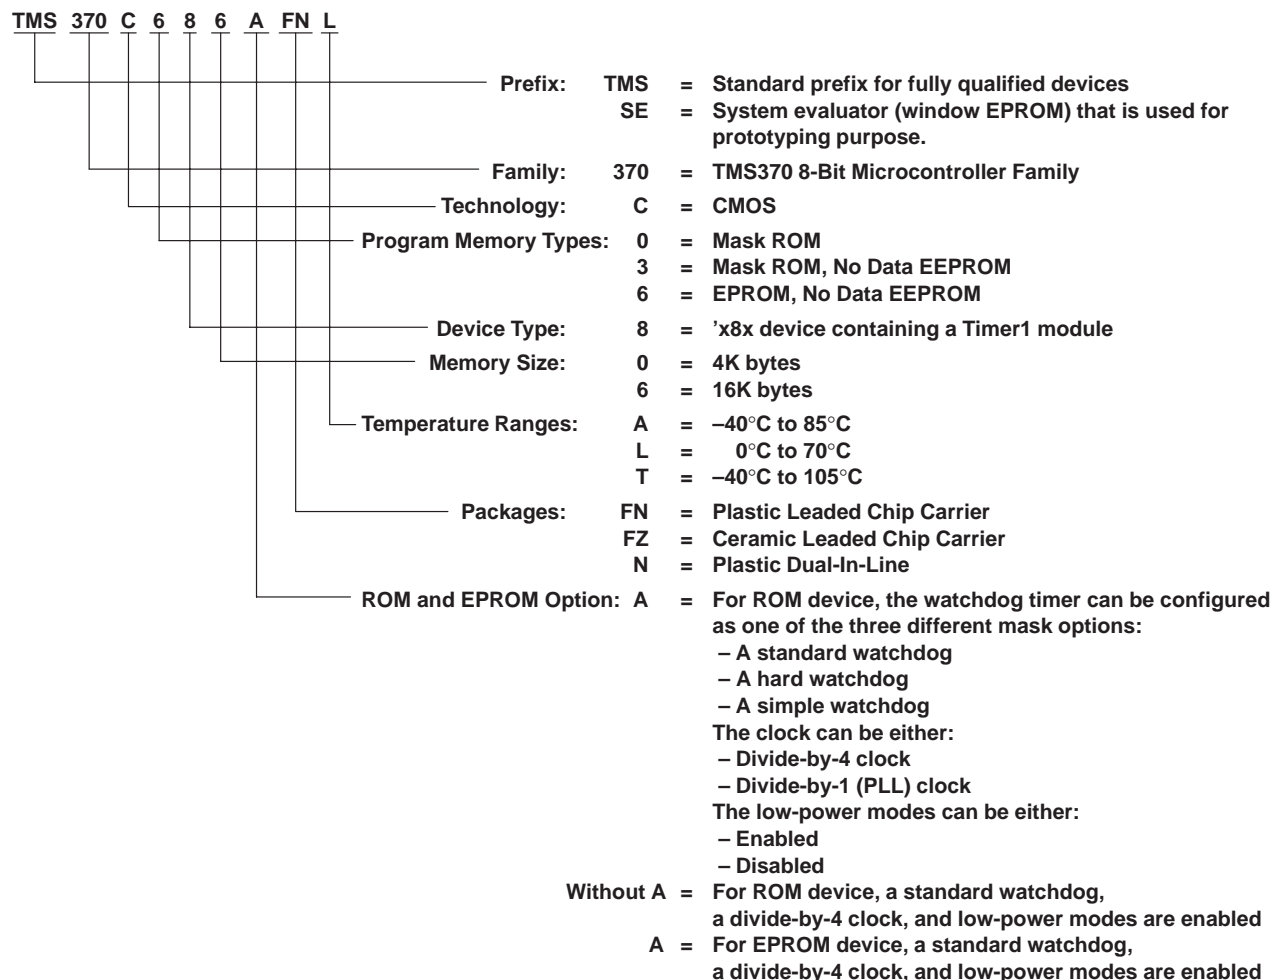 TMS 370 C 6 8 6 A FN L
Prefix: TMS = Standard prefix for fully qualified devices
SE = System evaluator (window EPROM) that is used for
prototyping purpose.
Family: 370 = TMS370 8-Bit Microcontroller Family
Technology: C = CMOS
Program Memory Types: 0 = Mask ROM
3 = Mask ROM, No Data EEPROM
6 = EPROM, No Data EEPROM
Device Type: 8 = ’x8x device containing a Timer1 module
Memory Size: 0 = 4K bytes
6 = 16K bytes
Temperature Ranges: A = –40°C to 85°C
L = 0°C to 70°C
T = –40°C to 105°C
Packages: FN = Plastic Leaded Chip Carrier
FZ = Ceramic Leaded Chip Carrier
N = Plastic Dual-In-Line
ROM and EPROM Option: A = For ROM device, the watchdog timer can be configured
as one of the three different mask options:
– A standard watchdog
– A hard watchdog
– A simple watchdog
The clock can be either:
– Divide-by-4 clock
– Divide-by-1 (PLL) clock
The low-power modes can be either:
– Enabled
– Disabled
Without A = For ROM device, a standard watchdog,
a divide-by-4 clock, and low-power modes are enabled
A = For EPROM device, a standard watchdog,
a divide-by-4 clock, and low-power modes are enabled